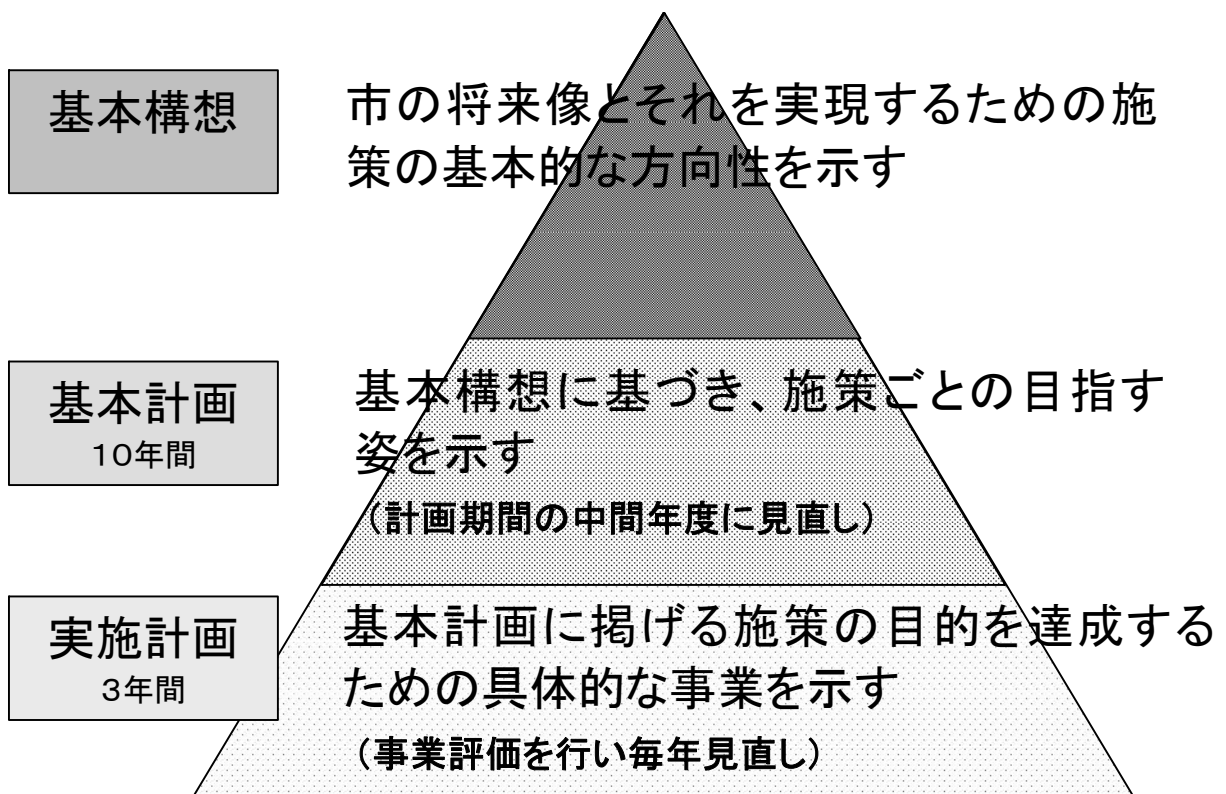 基本構想
市の将来像とそれを実現するための施
策の基本的な方向性を示す
基本計画
10年間
基本構想に基づき、施策ごとの目指す
姿を示す
（計画期間の中間年度に見直し）
実施計画
3年間
基本計画に掲げる施策の目的を達成する
ための具体的な事業を示す
（事業評価を行い毎年見直し）